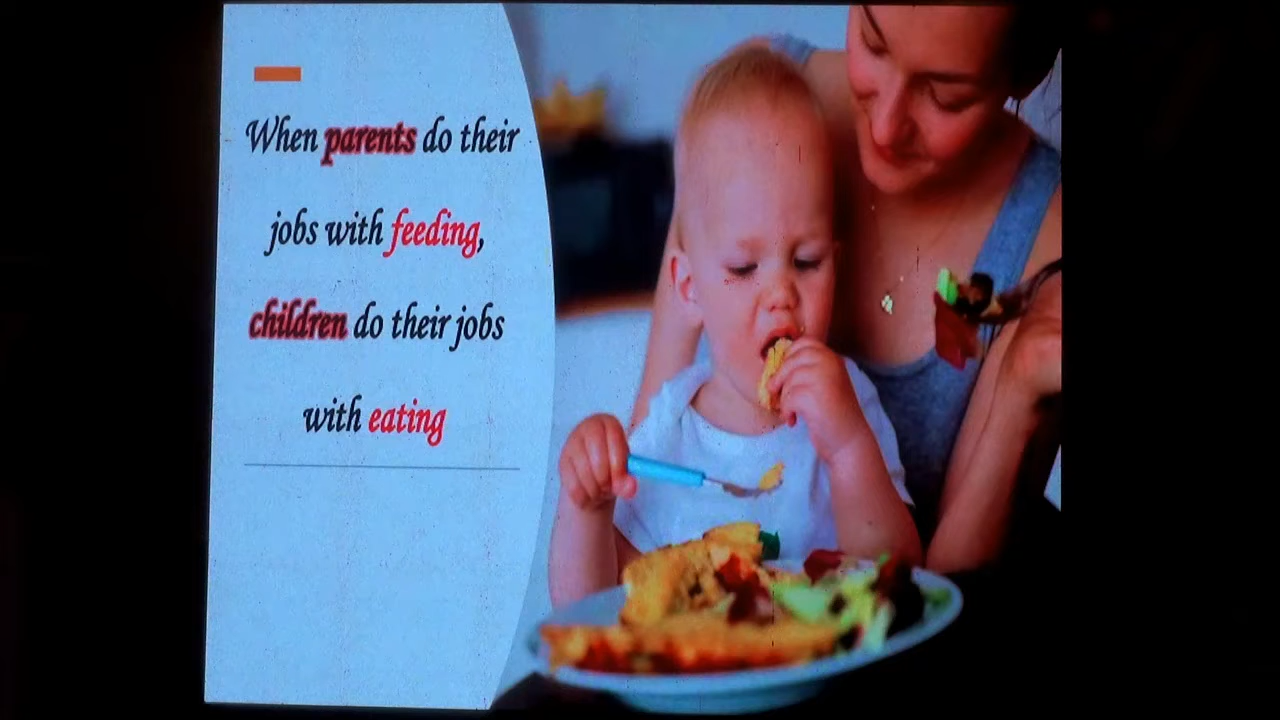 When parents do their
jobs with feeding,
children do their jobs
with eating